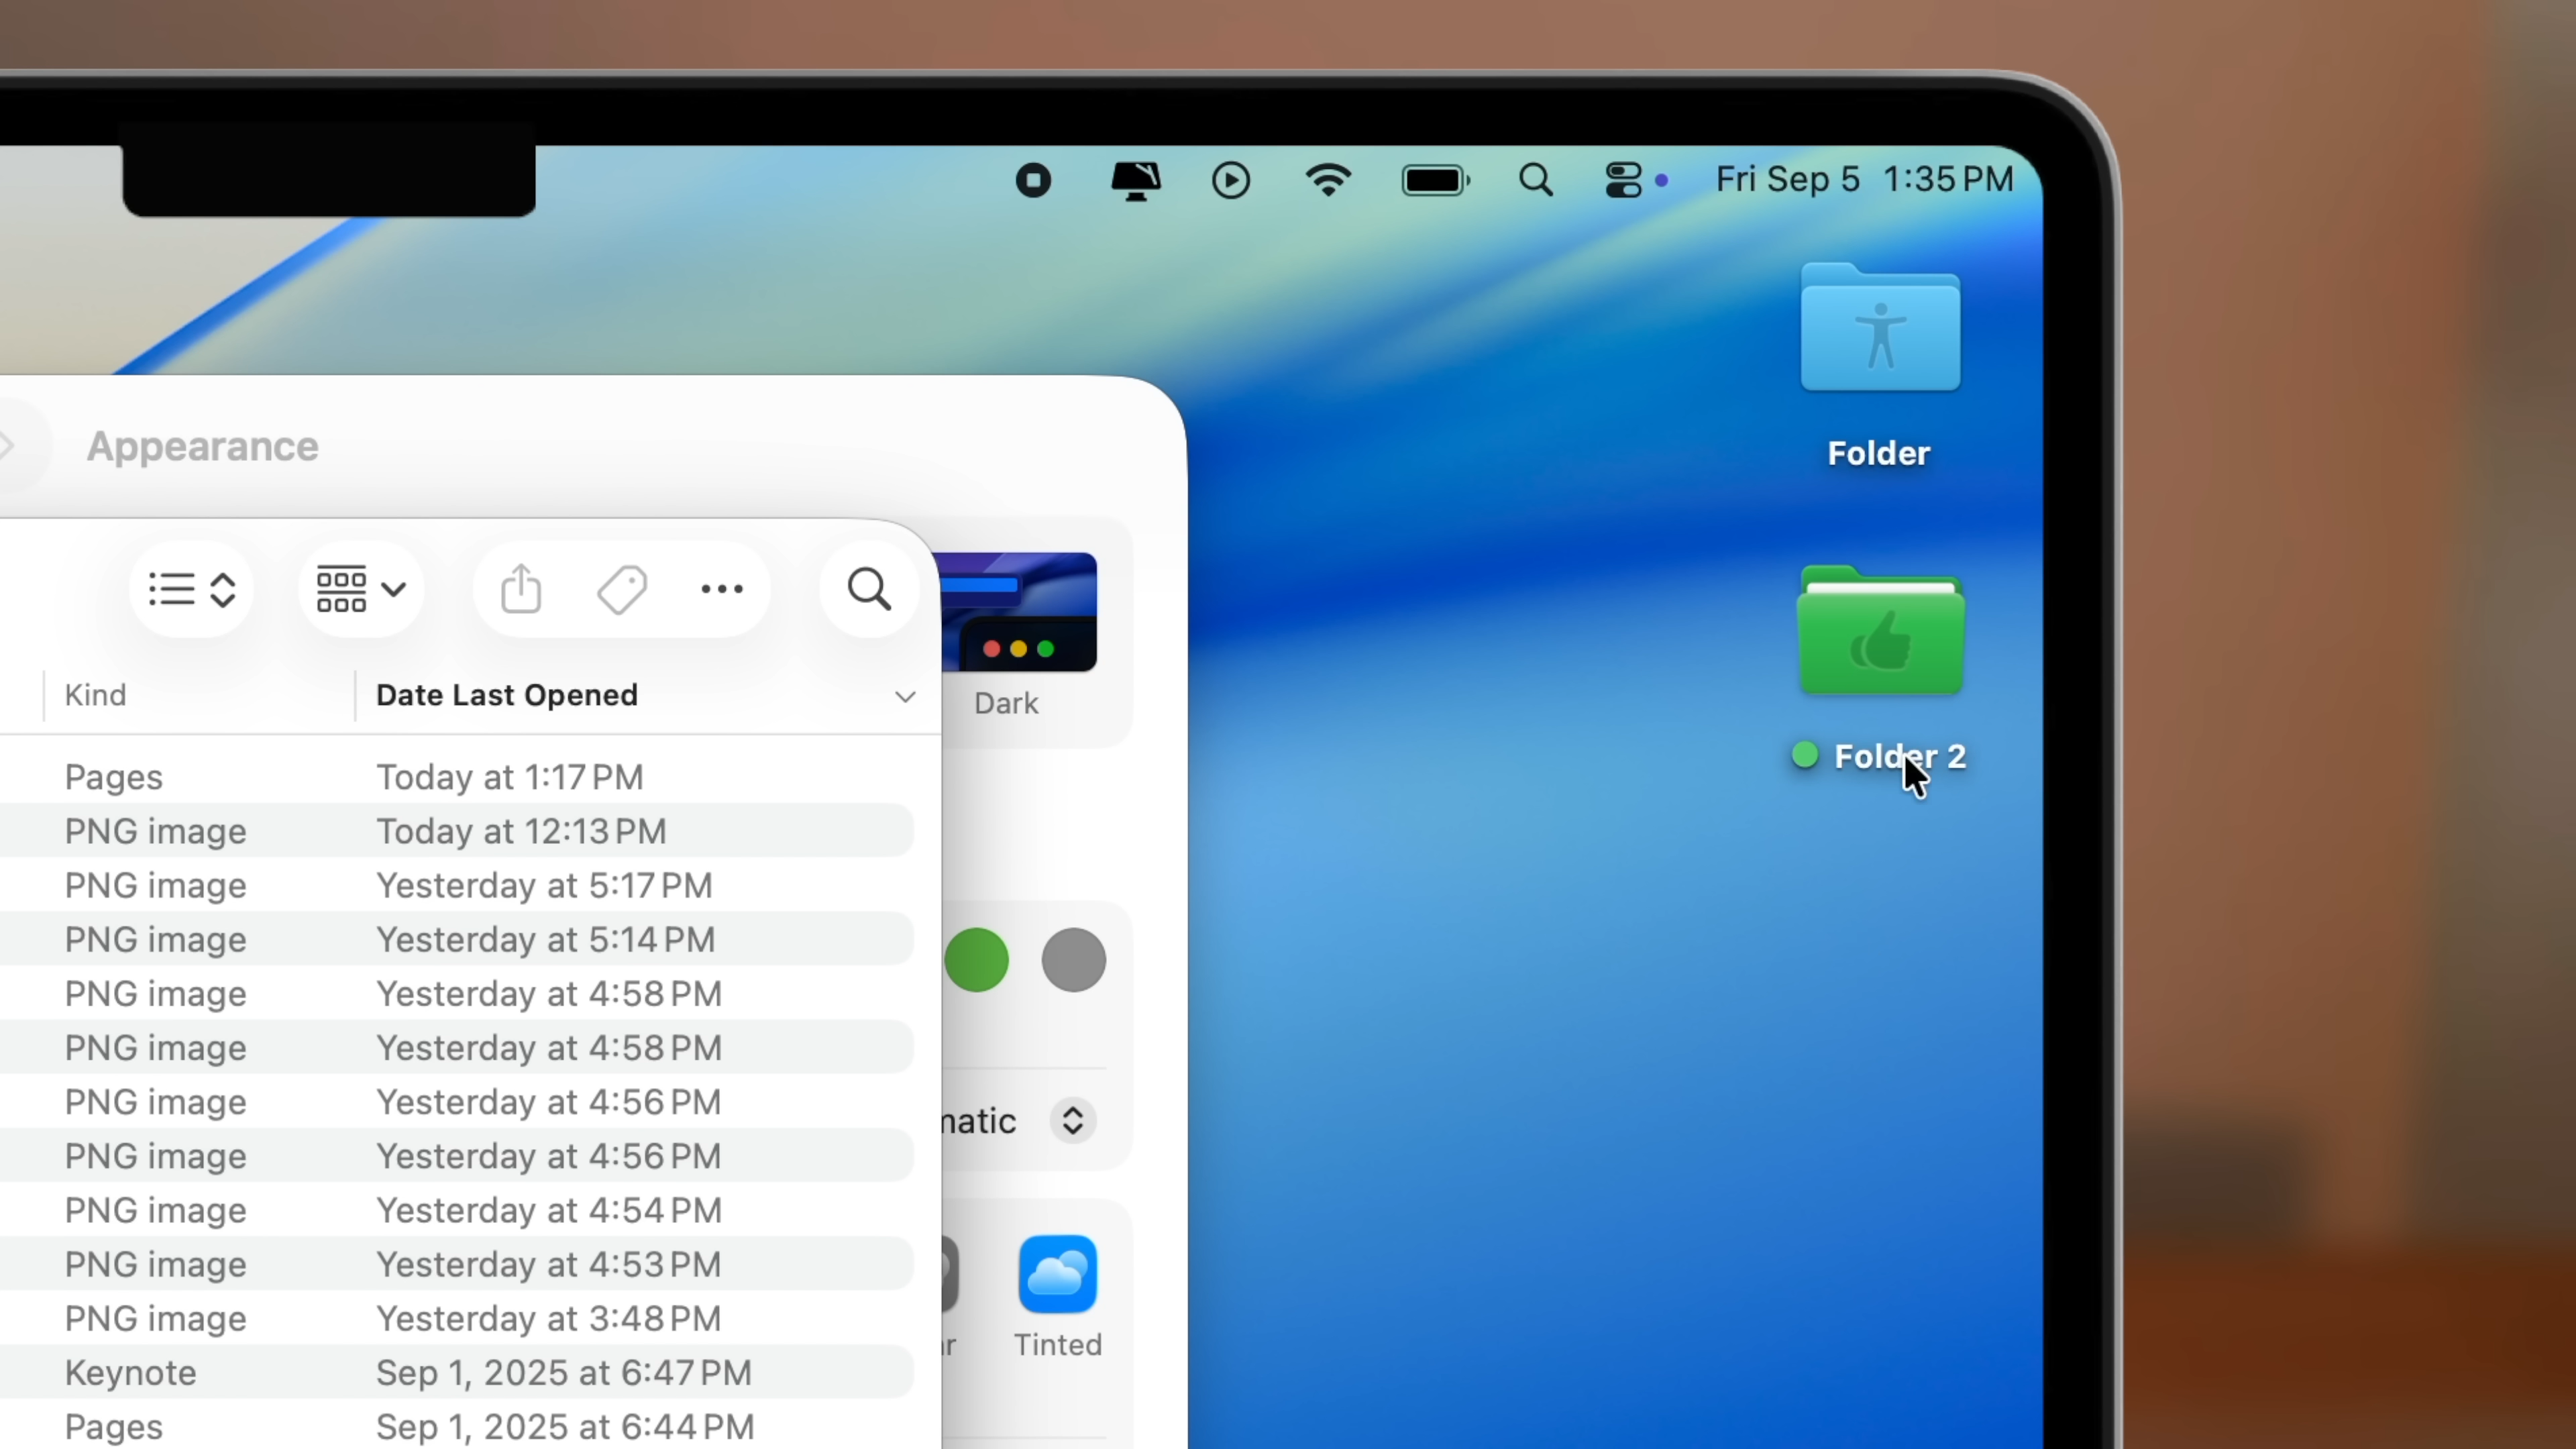 Fri Sep 5 1:35 PM
Folder
Appearance
Kind Date Last Opened
Dark
Folder 2
Pages Today at 1:17 PM
PNG image Today at 12:13 PM
PNG image Yesterday at 5:17 PM
PNG image Yesterday at 5:14 PM
PNG image Yesterday at 4:58 PM
PNG image Yesterday at 4:58 PM
PNG image Yesterday at 4:56 PM
matic
PNG image Yesterday at 4:56 PM
PNG image Yesterday at 4:54 PM
PNG image Yesterday at 4:53 PM
PNG image Yesterday at 3:48 PM
Tinted
Keynote Sep 1, 2025 at 6:47 PM
Pages Sep 1, 2025 at 6:44 PM